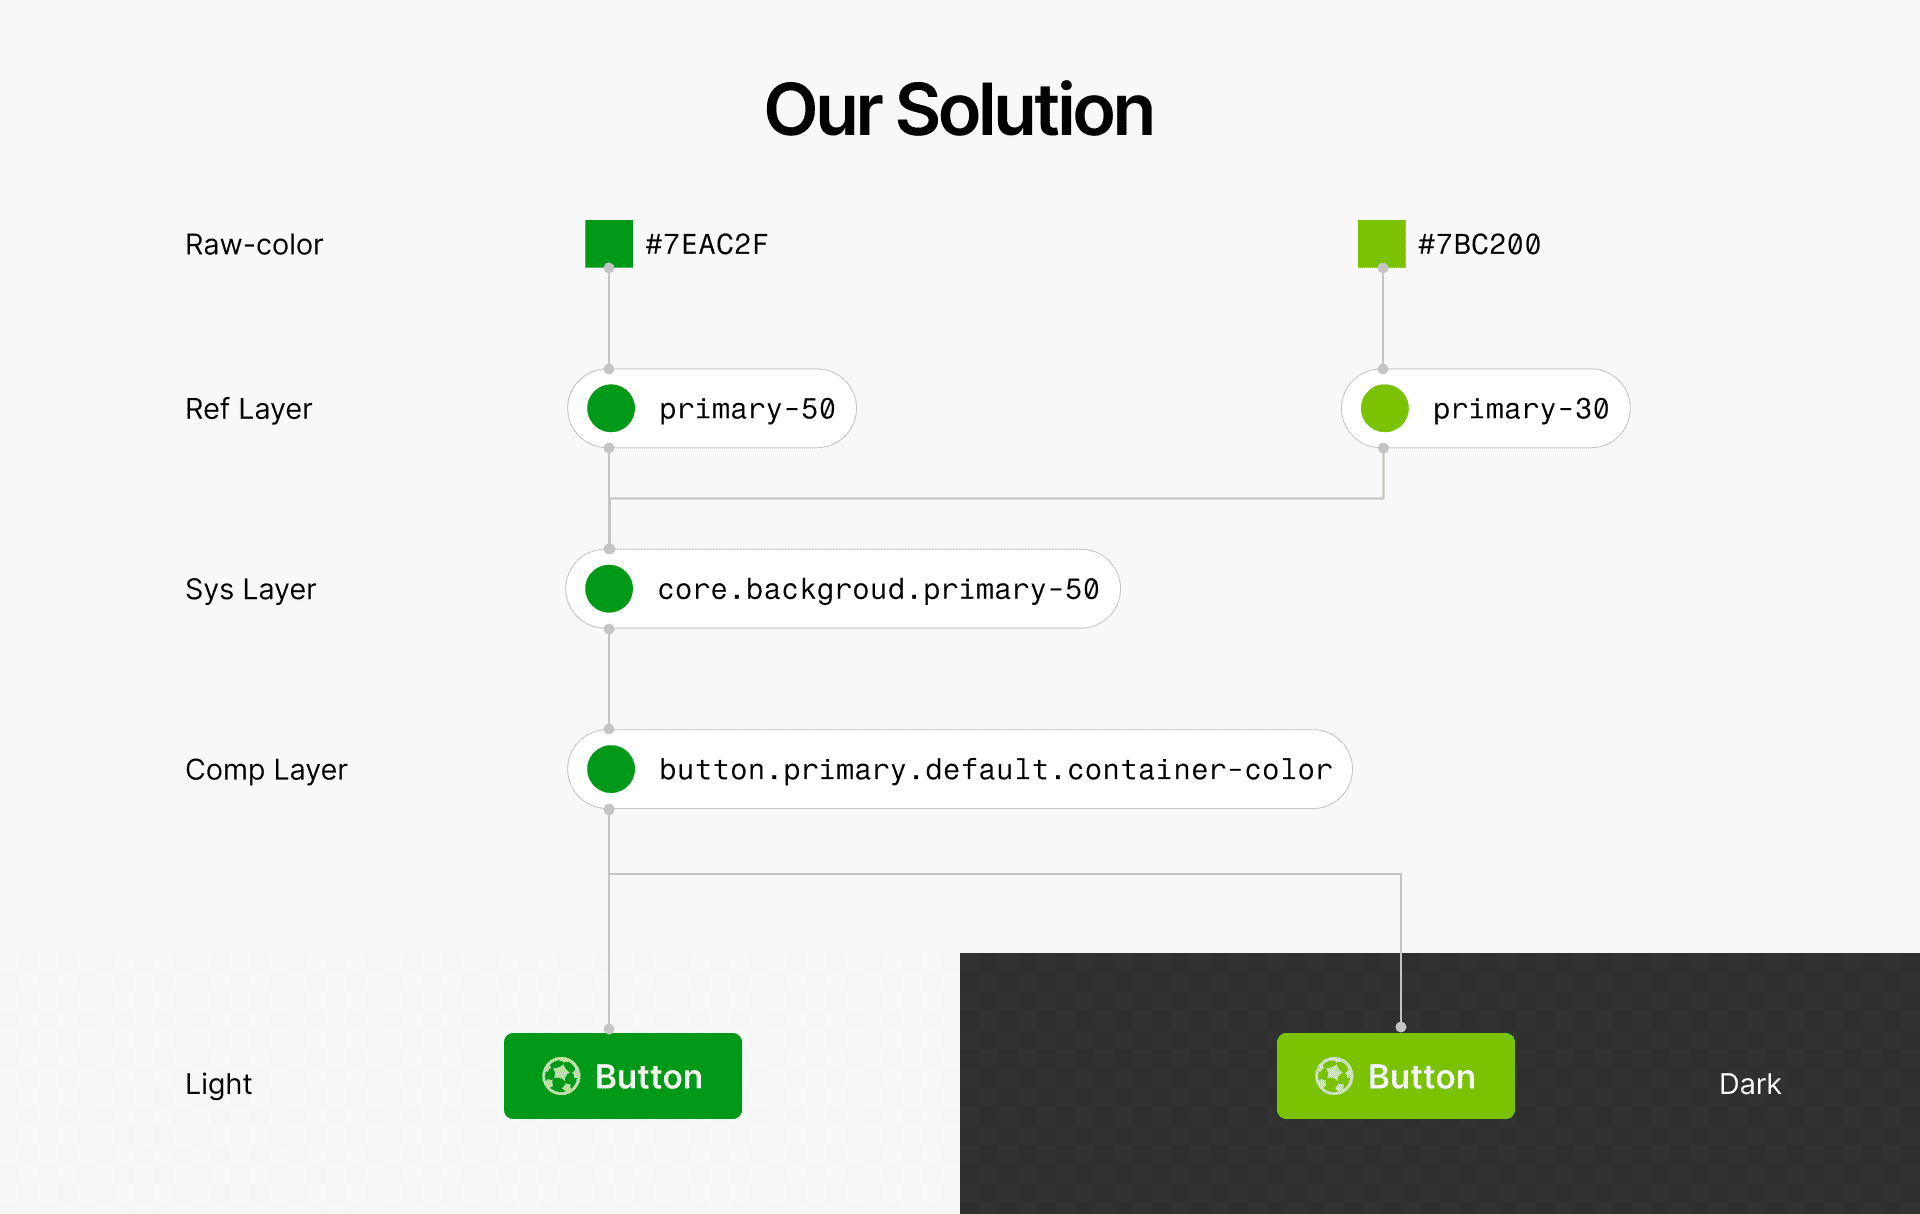 Our Solution
Raw-color
#7EAC2F
#7BC200
Ref Layer
primary-50
primary-30
Sys Layer
core.backgroud.primary-50
Comp Layer
button.primary.default.container-color
Light
Button
Button
Dark